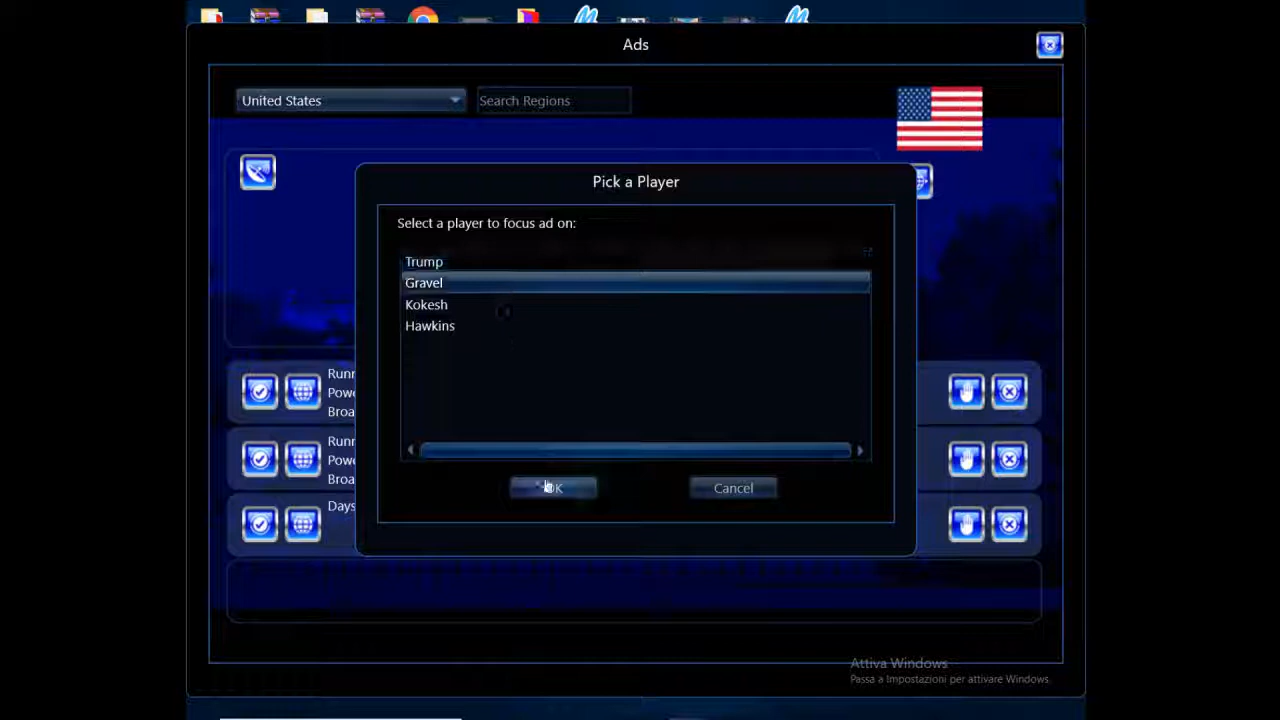 Ads
United States
Search Regions
Pick a Player
Select a player to focus ad on:
Trump
Gravel
Kokesh
Hawkins
Runn
Powe
Broa
Runn
Powe
Broa
Days
OK
Cancel
Attiva Windows
Passa a Impostazioni per attivare Windows.